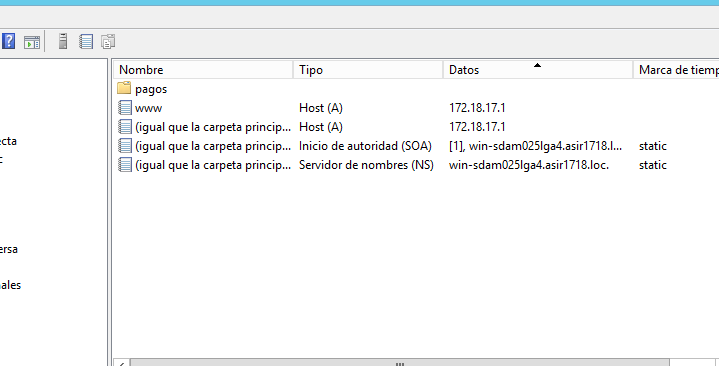 Nombre Tipo Datos Marca de tiemp
pagos
www Host (A) 172.18.17.1
(igual que la carpeta princip... Host (A) 172.18.17.1
ecta (igual que la carpeta princip... Inicio de autoridad (SOA) [1], win-sdam025lga4.asir1718.l... static
c (igual que la carpeta princip... Servidor de nombres (NS) win-sdam025lga4.asir1718.loc. static
ersa
ales